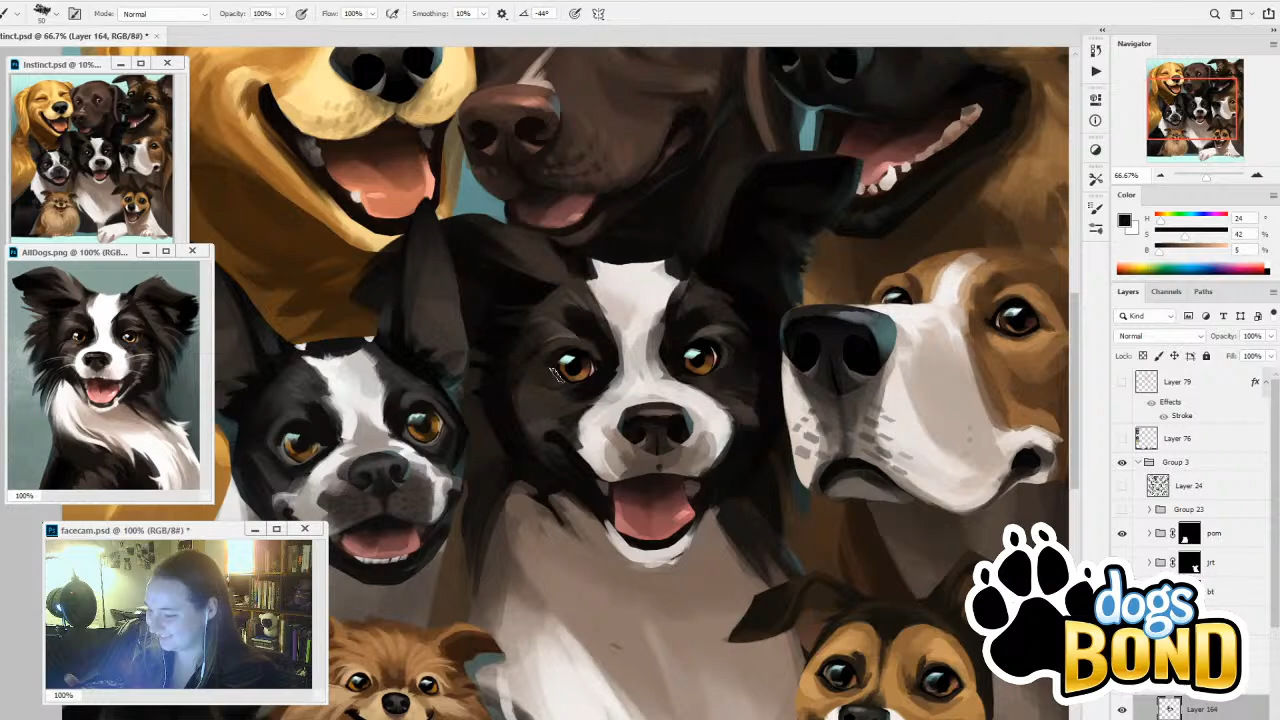 50
Mode: Normal
Opacity: 100%
Flow: 100%
Smoothing: 10%
-44°
tinct.psd @ 66.7% (Layer 164, RGB/8#) *
Instinct.psd @ 10%...
AllDogs.png @ 100% (RGB...
100%
facecam.psd @ 100% (RGB/8#) *
100%
Navigator
66.67%
Color
H 24 °
S 42 %
B 5 %
Layers Channels Paths
Kind
Normal Opacity: 100%
Lock: Fill: 100%
Layer 79 fx
Effects
Stroke
Layer 76
Group 3
Layer 24
Group 23
pom
jrt
bt
Layer 164
dogs
BOND